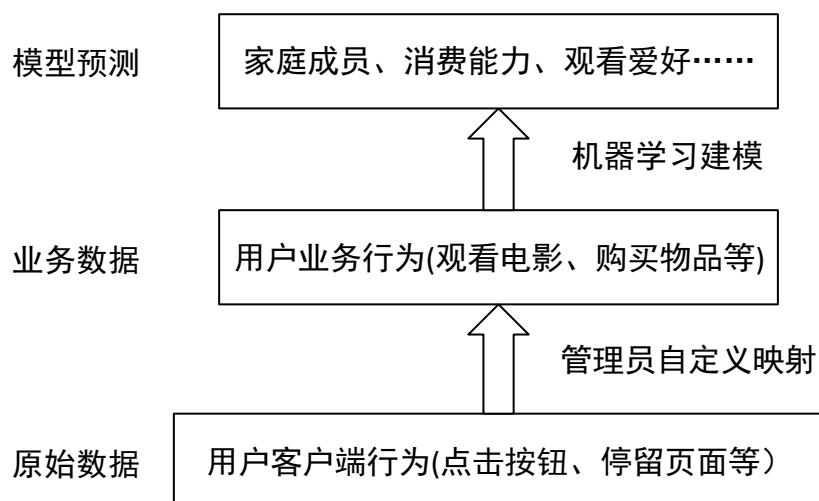 模型预测
家庭成员、消费能力、观看爱好……
机器学习建模
业务数据
用户业务行为(观看电影、购买物品等)
管理员自定义映射
原始数据
用户客户端行为(点击按钮、停留页面等）